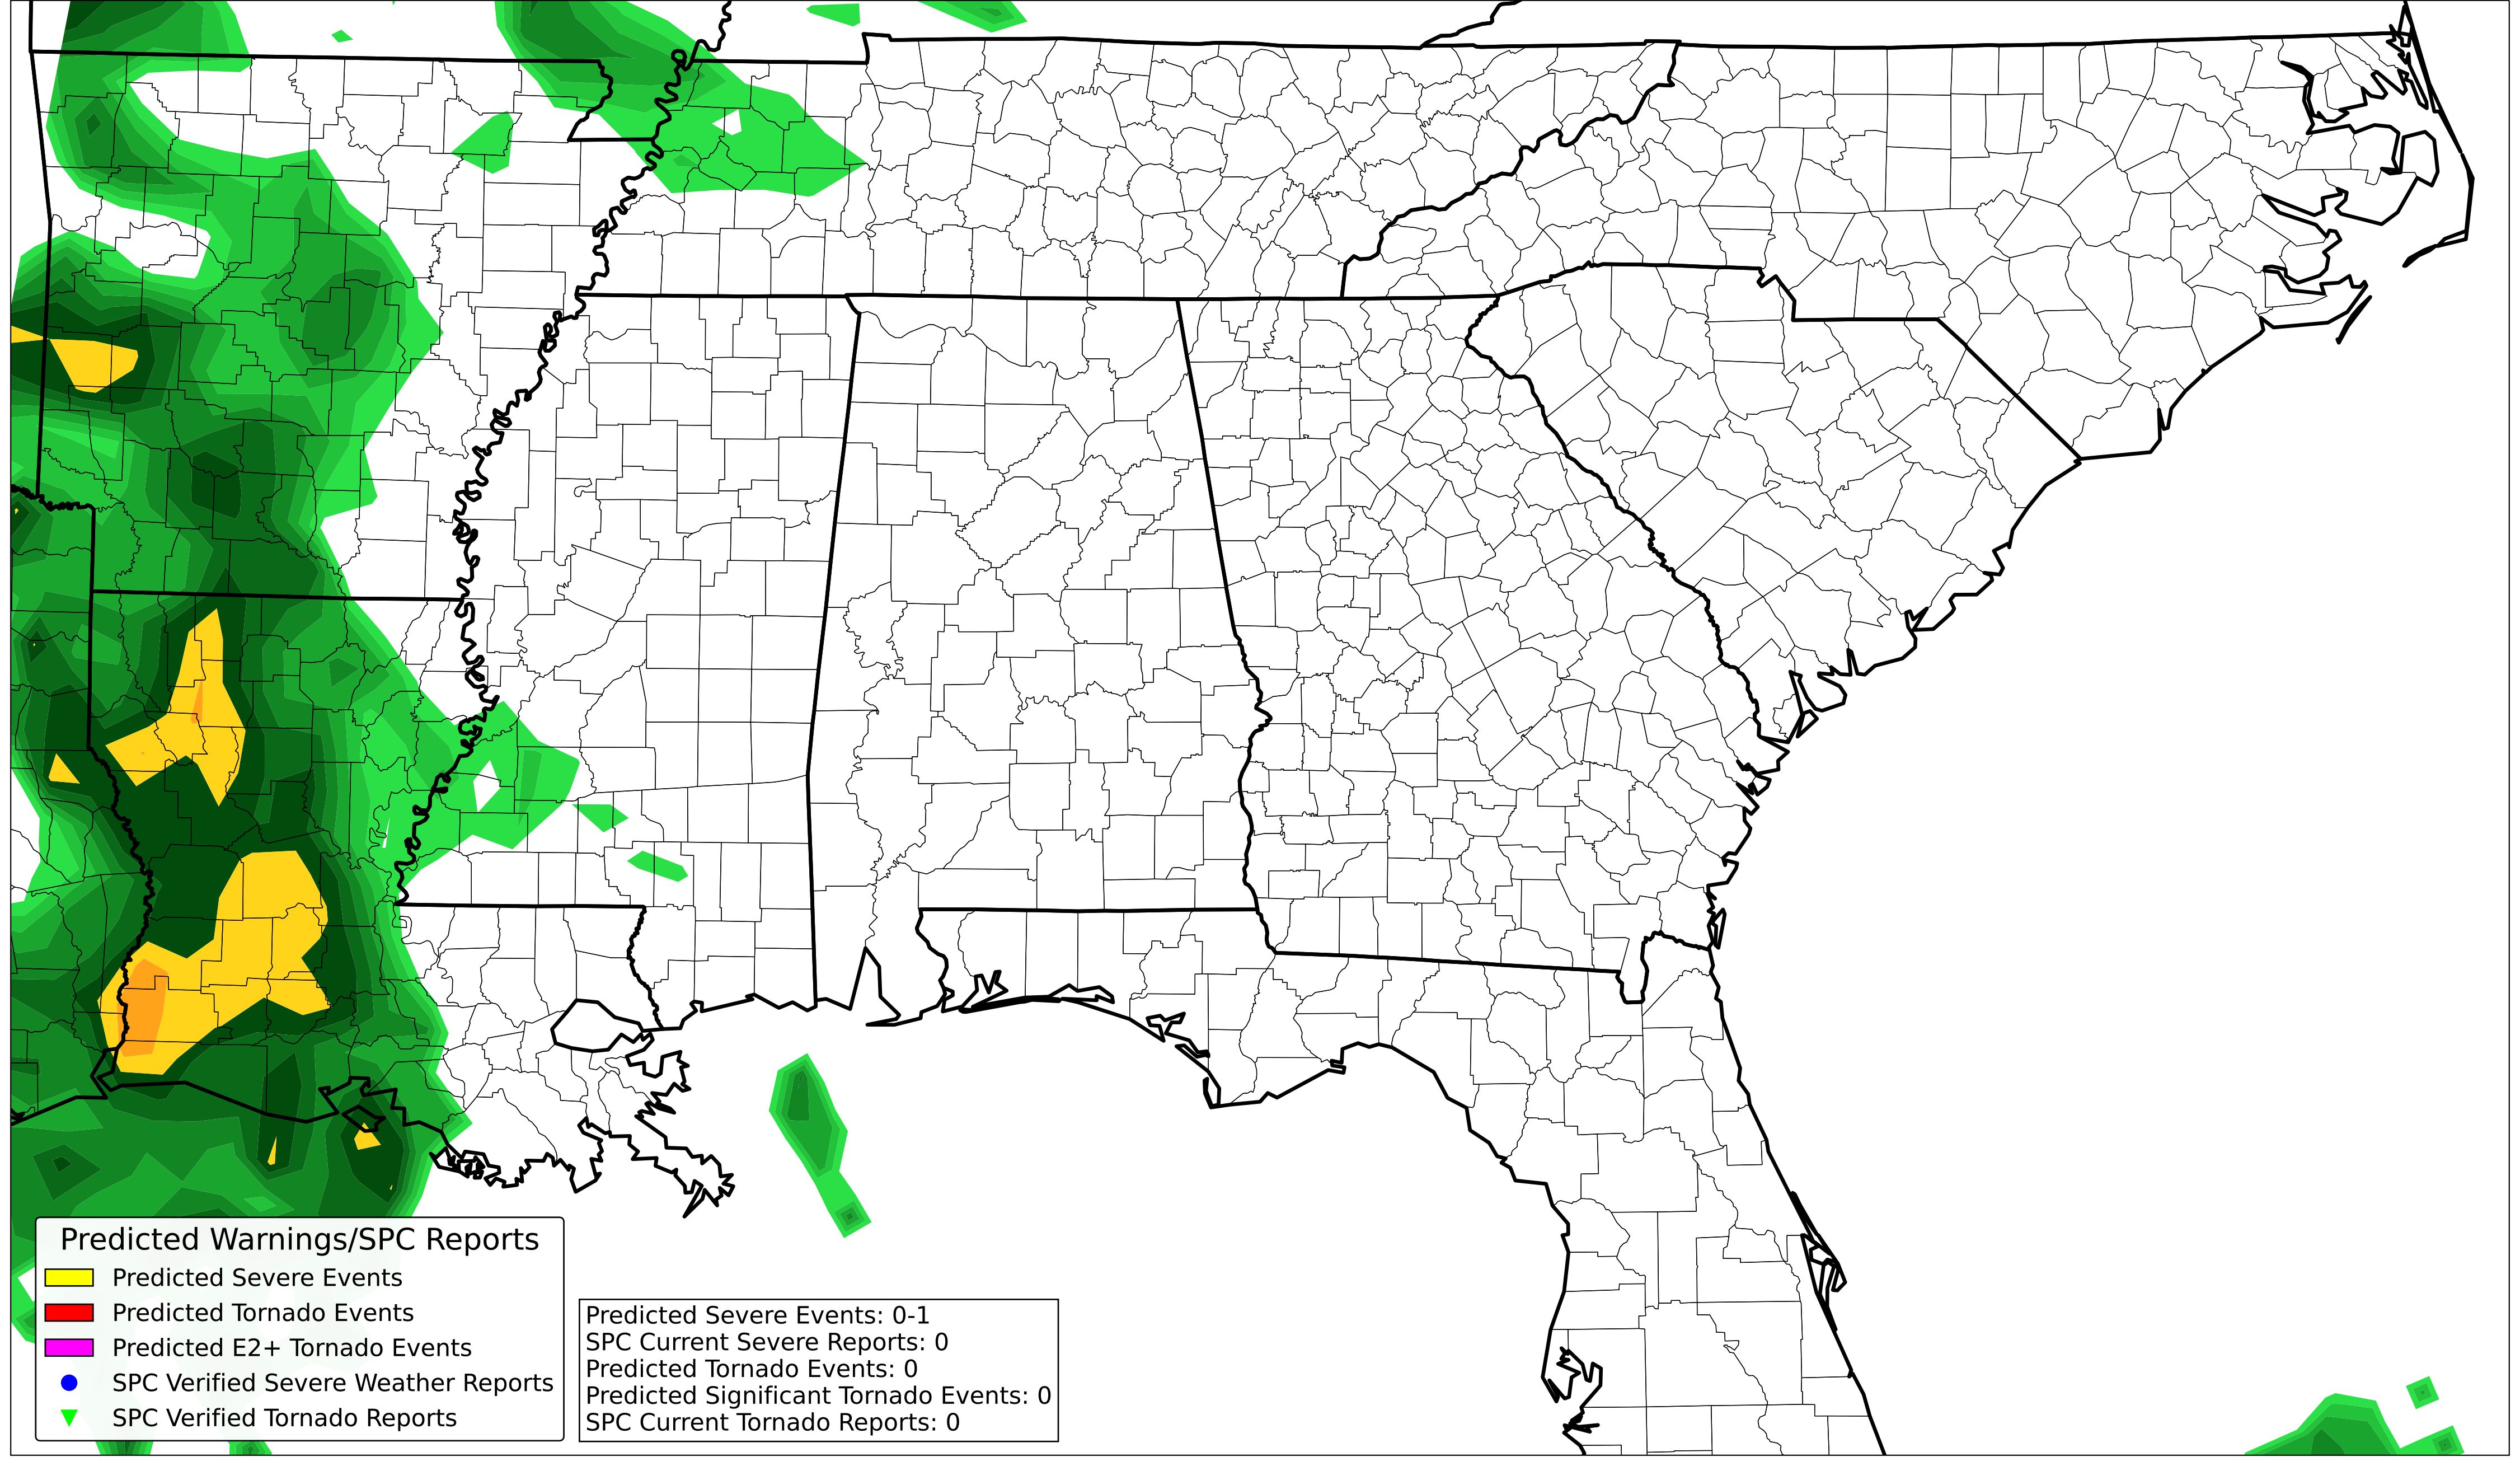 Predicted Warnings/SPC Reports
Predicted Severe Events
Predicted Tornado Events
Predicted E2+ Tornado Events
SPC Verified Severe Weather Reports
SPC Verified Tornado Reports
Predicted Severe Events: 0-1
SPC Current Severe Reports: 0
Predicted Tornado Events: 0
Predicted Significant Tornado Events: 0
SPC Current Tornado Reports: 0